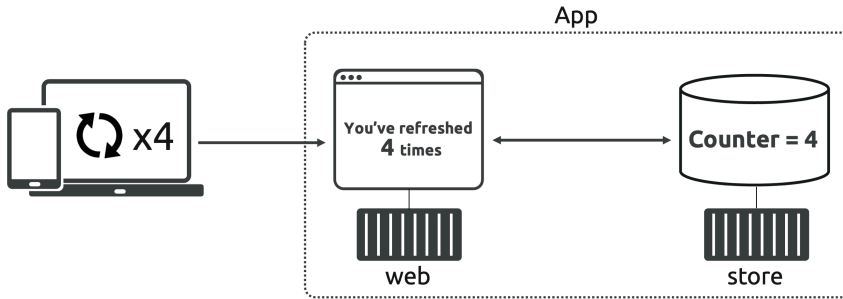 App
x4
You've refreshed
4 times
Counter = 4
web
store